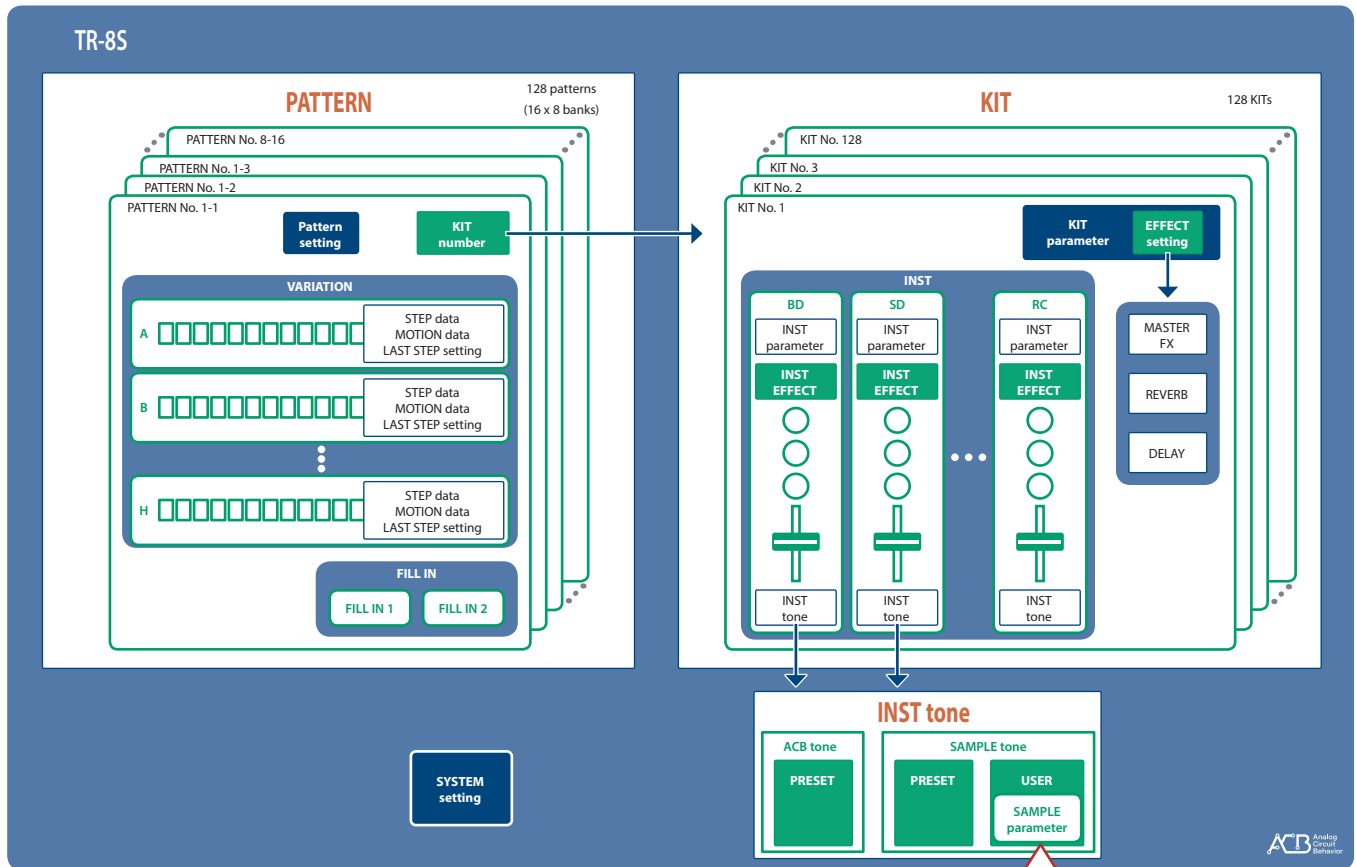 TR-8S
PATTERN
128 patterns
(16 x 8 banks)
PATTERN No. 8-16
PATTERN No. 1-3
PATTERN No. 1-2
PATTERN No. 1-1
Pattern
setting
KIT
number
VARIATION
A
STEP data
MOTION data
LAST STEP setting
B
STEP data
MOTION data
LAST STEP setting
H
STEP data
MOTION data
LAST STEP setting
FILL IN
FILL IN 1
FILL IN 2
KIT
128 KITs
KIT No. 128
KIT No. 3
KIT No. 2
KIT No. 1
KIT
parameter
EFFECT
setting
INST
BD
INST
parameter
INST
EFFECT
INST
tone
SD
INST
parameter
INST
EFFECT
INST
tone
RC
INST
parameter
INST
EFFECT
INST
tone
MASTER
FX
REVERB
DELAY
INST tone
ACB tone
PRESET
SAMPLE tone
PRESET
USER
SAMPLE
parameter
SYSTEM
setting
ACB
Analog
Circuit
Behavior